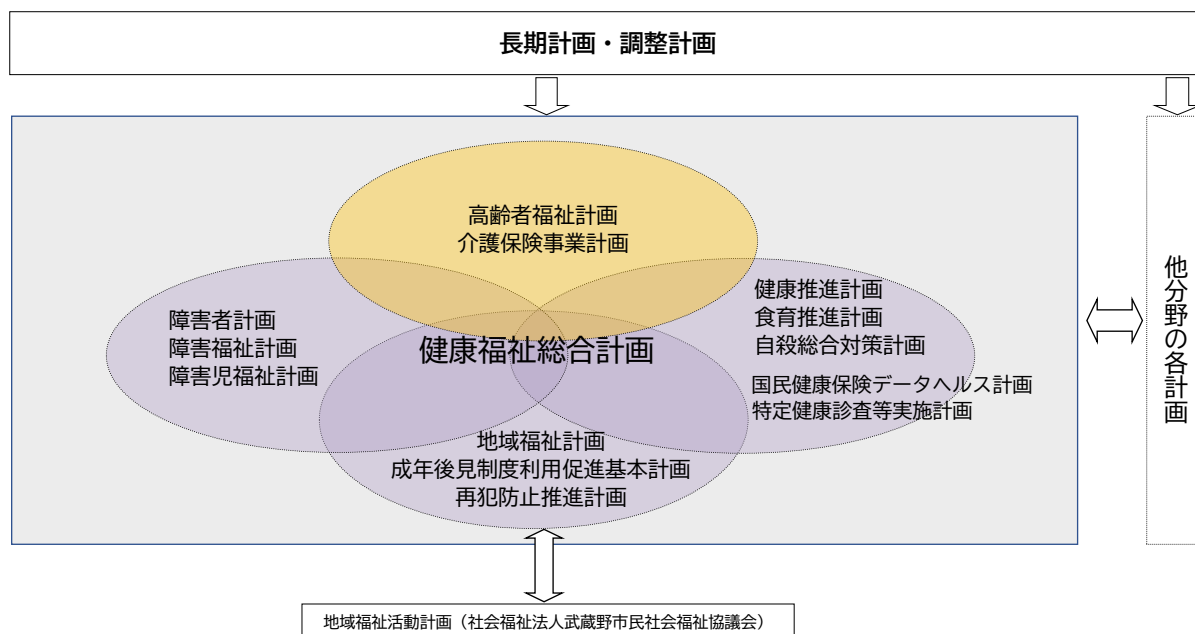 長期計画・調整計画
高齢者福祉計画
介護保険事業計画
障害者計画
障害福祉計画
障害児福祉計画
健康福祉総合計画
健康推進計画
食育推進計画
自殺総合対策計画
国民健康保険データヘルス計画
特定健康診査等実施計画
地域福祉計画
成年後見制度利用促進基本計画
再犯防止推進計画
他分野の各計画
地域福祉活動計画（社会福祉法人武蔵野市民社会福祉協議会）